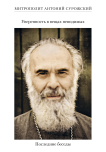 МИТРОПОЛИТ АНТОНИЙ СУРОЖСКИЙ
Уверенность в вещах невидимых
Последние беседы